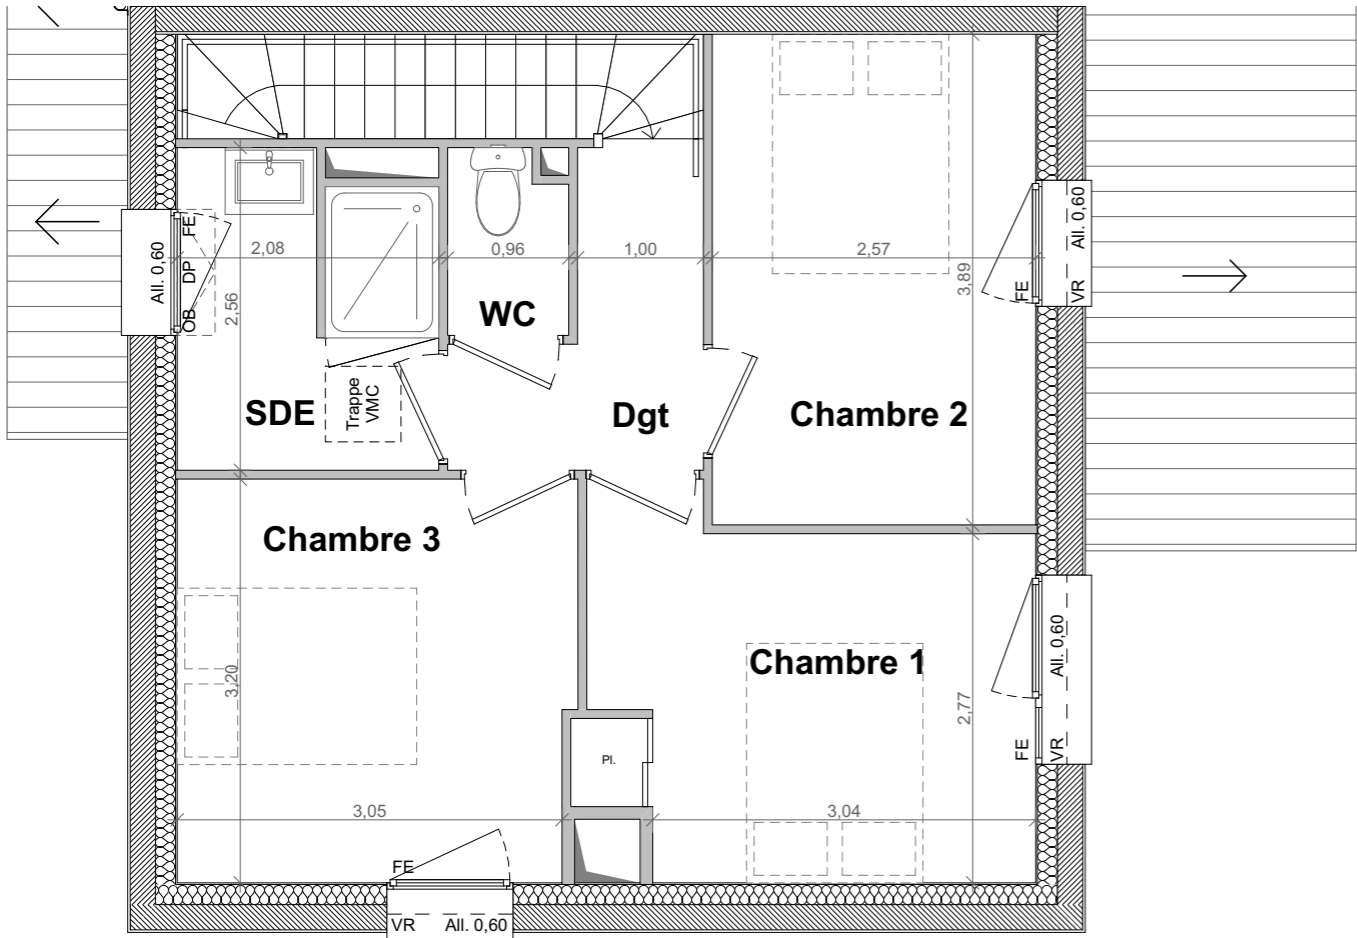 All. 0,60
FE
DP
OB
2,08
0,96
1,00
2,57
All. 0,60
VR
FE
3,89
2,56
WC
SDE
Trappe
VMC
Dgt
Chambre 2
Chambre 3
Chambre 1
All. 0,60
VR
FE
3,20
2,77
Pl.
3,05
3,04
FE
VR
All. 0,60